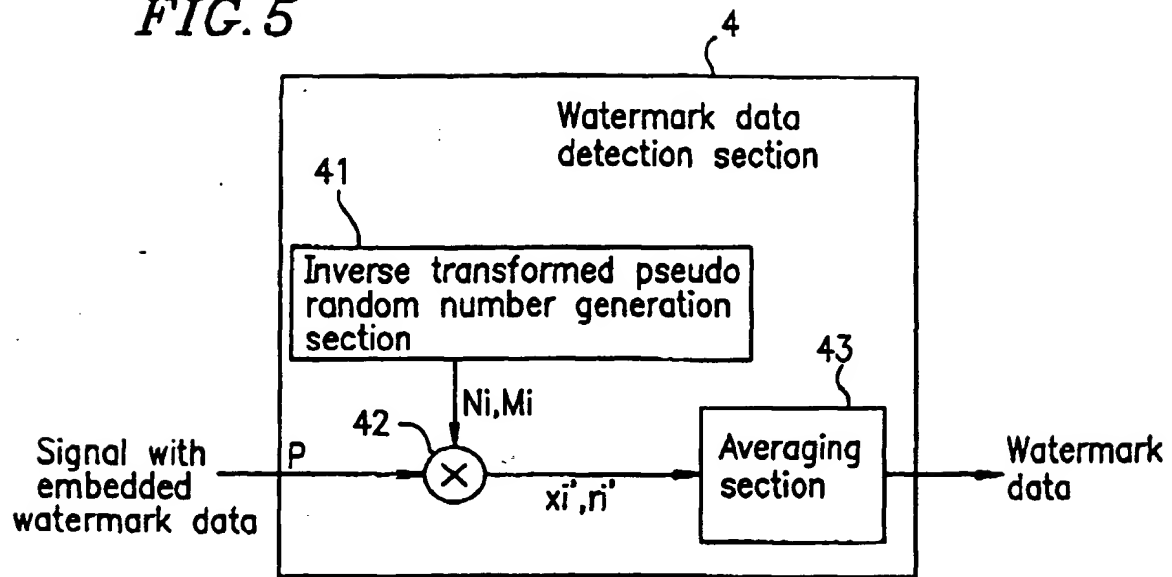 FIG. 5
4
Watermark data
detection section
41
Inverse transformed pseudo
random number generation
section
43
Ni,Mi
42
Signal with
embedded
watermark data
P
×
xi',ri'
Averaging
section
Watermark
data